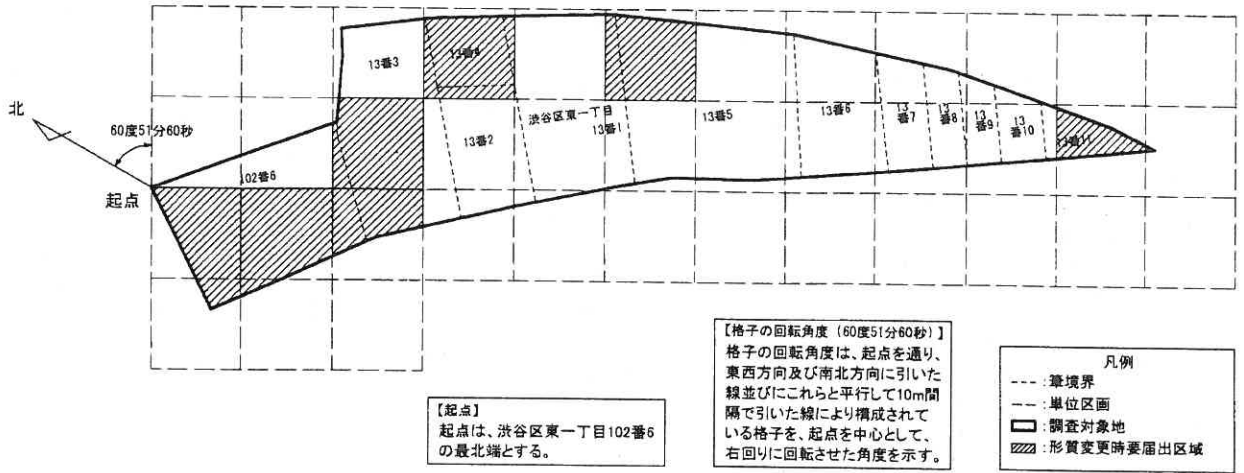 北
60度51分60秒
起点
102番6
13番3
13番2
渋谷区東一丁目
13番1
13番5
13番6
13
番7
13
番8
13
番9
13
番10
13番11
【起点】
起点は、渋谷区東一丁目102番6
の最北端とする。
【格子の回転角度（60度51分60秒）】
格子の回転角度は、起点を通り、
東西方向及び南北方向に引いた
線並びにこれらと平行して10m間
隔で引いた線により構成されて
いる格子を、起点を中心として、
右回りに回転させた角度を示す。
凡例
:筆境界
:単位区画
:調査対象地
:形質変更時要届出区域